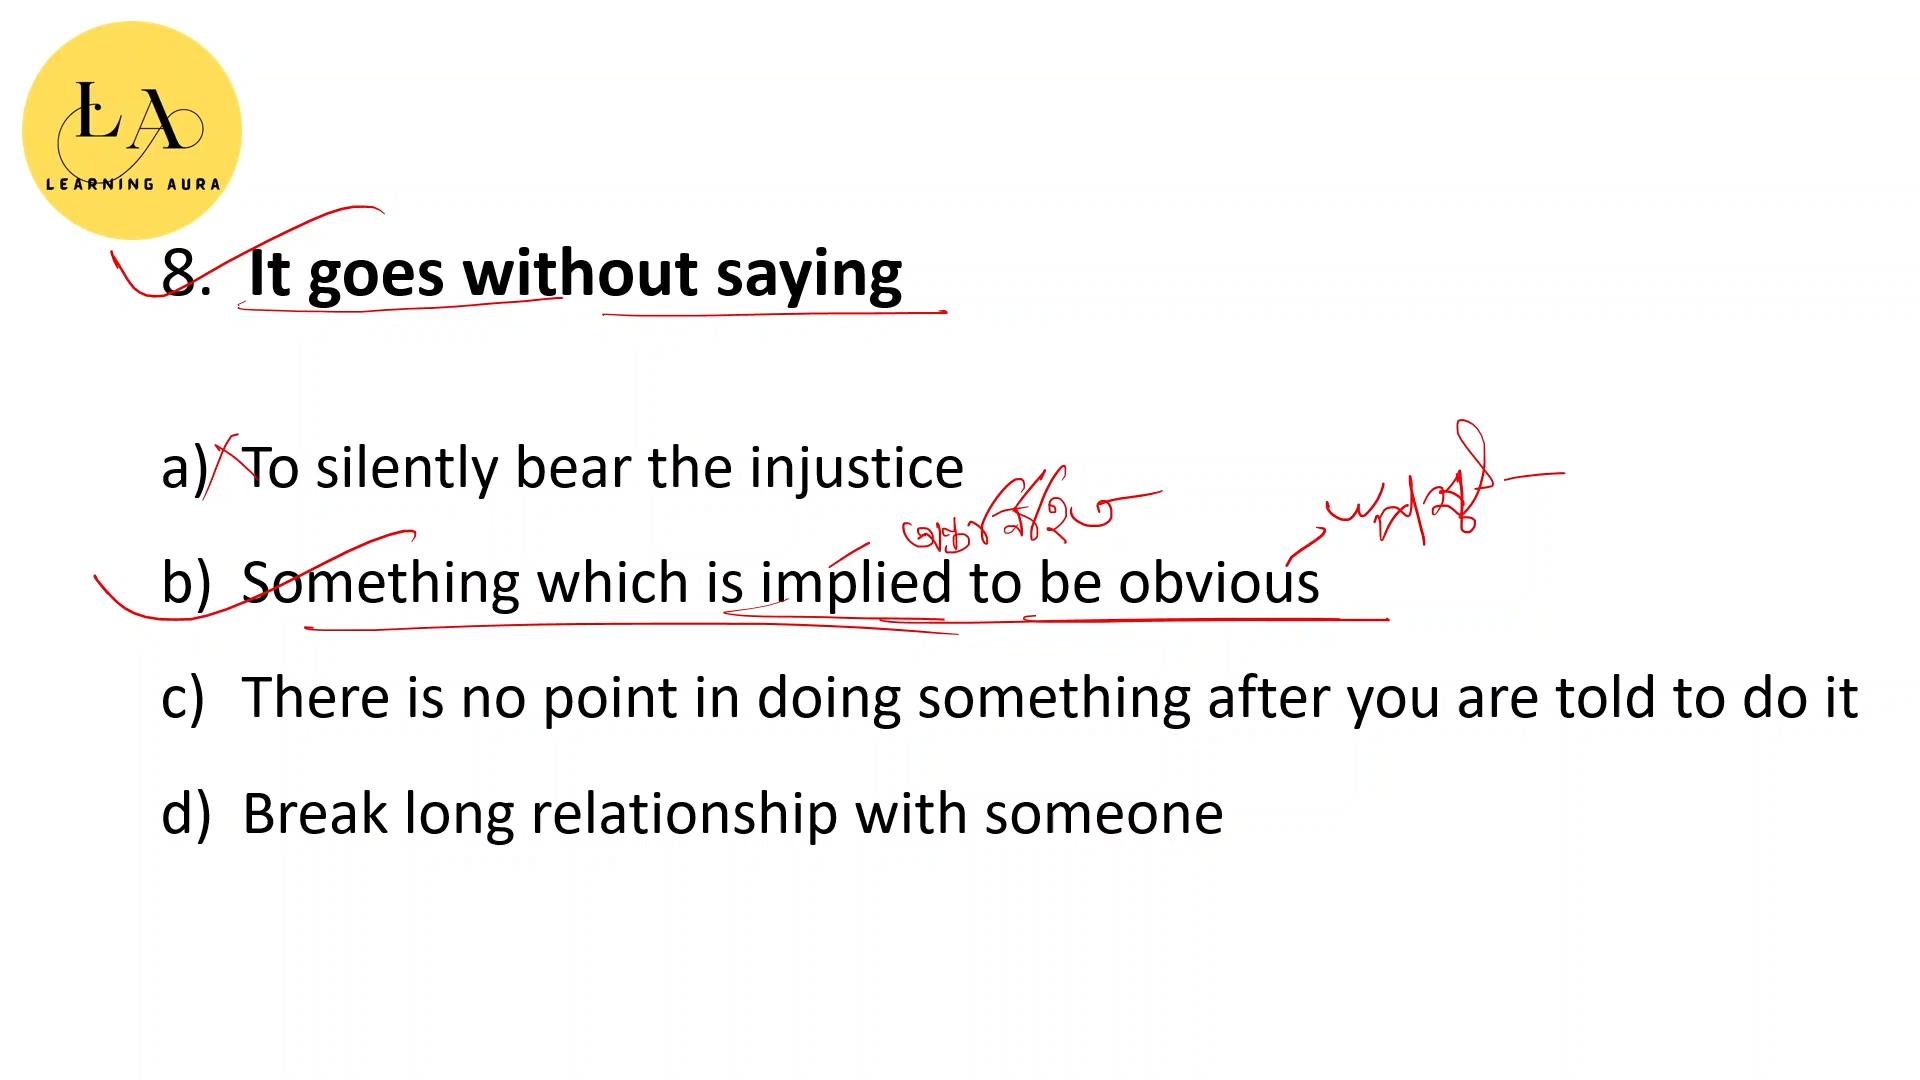 LA
LEARNING AURA
8. It goes without saying
a) To silently bear the injustice
অন্তর্নিহিত
b) Something which is implied to be obvious
c) There is no point in doing something after you are told to do it
d) Break long relationship with someone